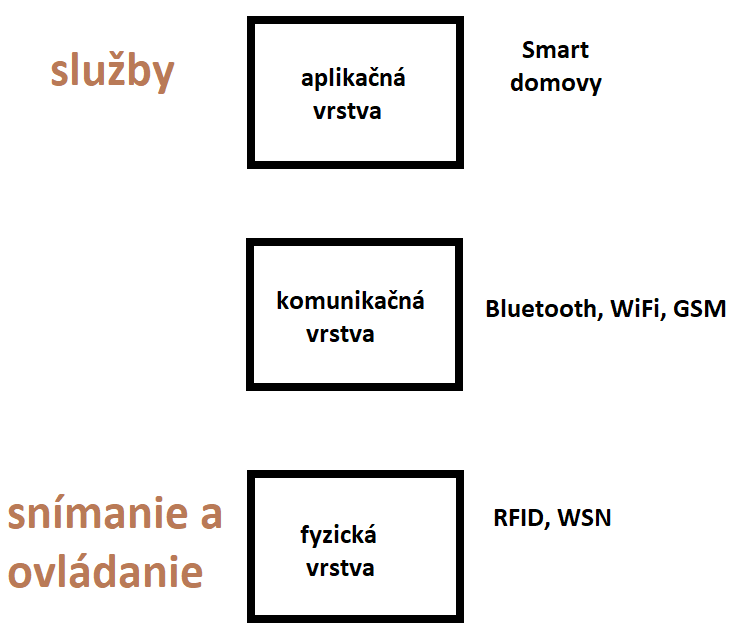 služby
aplikačná
vrstva
Smart
domovy
komunikačná
vrstva
Bluetooth, WiFi, GSM
snímanie a
ovládanie
fyzická
vrstva
RFID, WSN